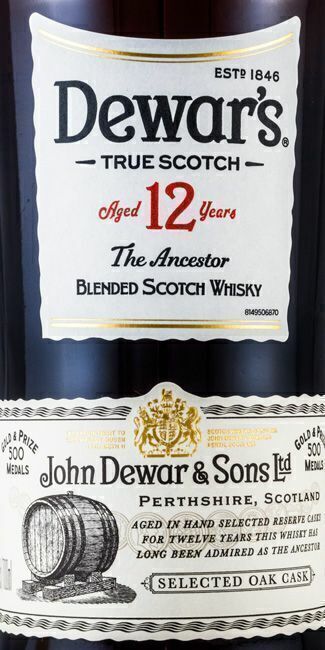 ESTD 1846
Dewar's®
TRUE SCOTCH
Aged 12 Years
The Ancestor
BLENDED SCOTCH WHISKY
8149506870
GOLD & PRIZE
500
MEDALS
GOLD & PRIZE
500
MEDALS
John Dewar & Sons Ltd
PERTHSHIRE, SCOTLAND
AGED IN HAND SELECTED RESERVE CASKS
FOR TWELVE YEARS THIS WHISKY HAS
LONG BEEN ADMIRED AS THE ANCESTOR
SELECTED OAK CASK